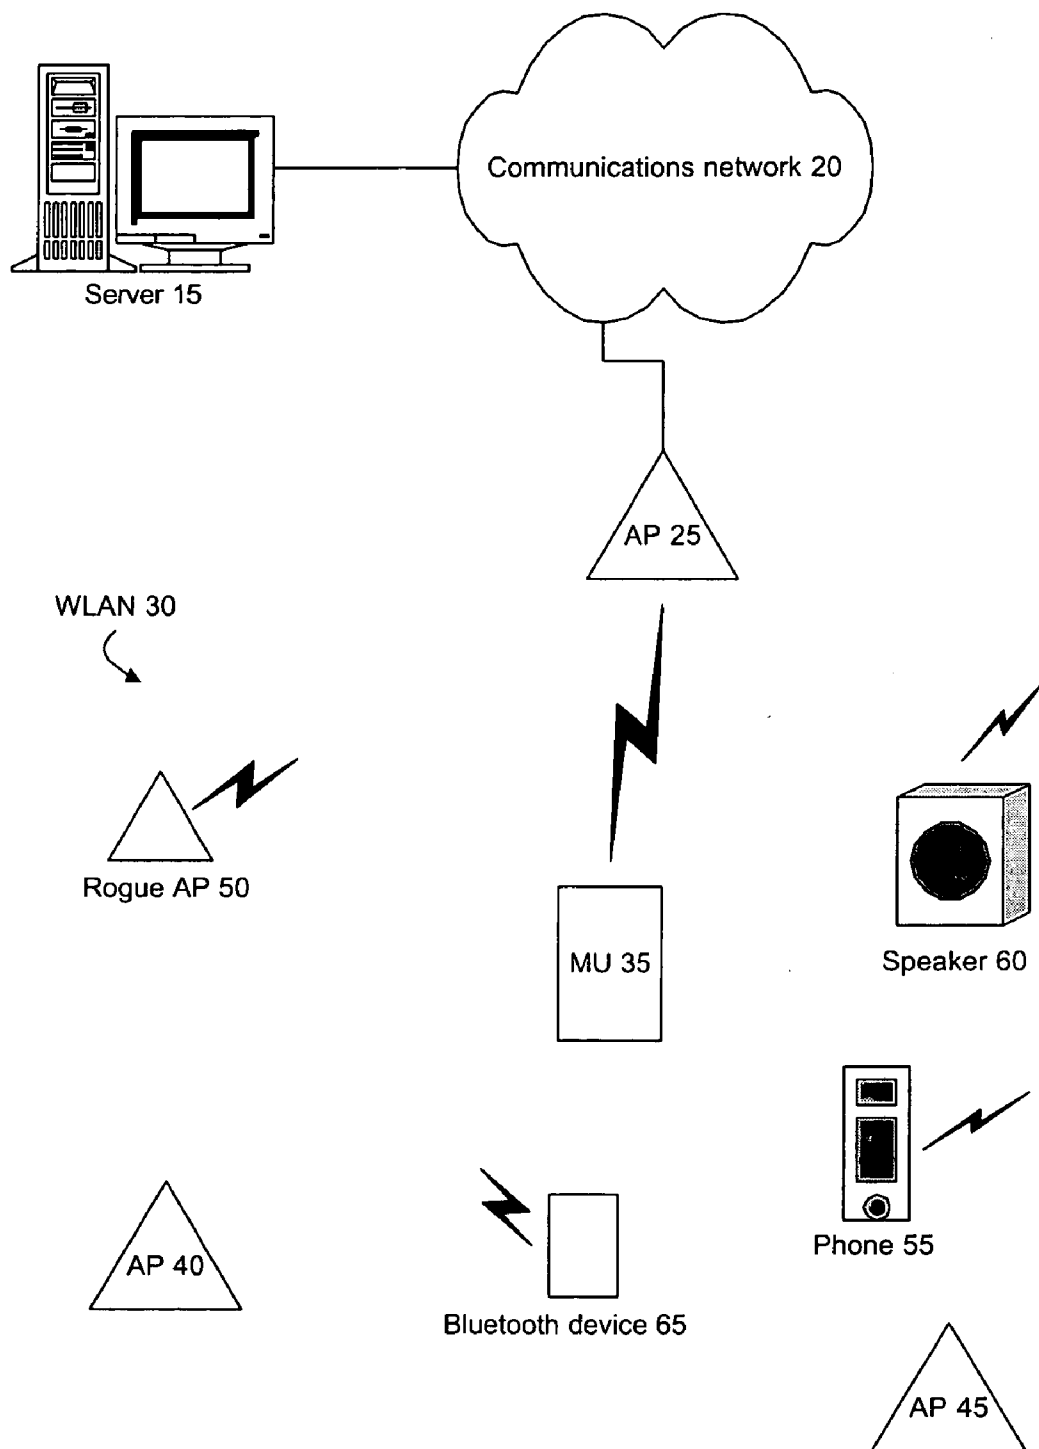 Communications network 20
Server 15
AP 25
WLAN 30
Rogue AP 50
MU 35
Speaker 60
Phone 55
AP 40
Bluetooth device 65
AP 45